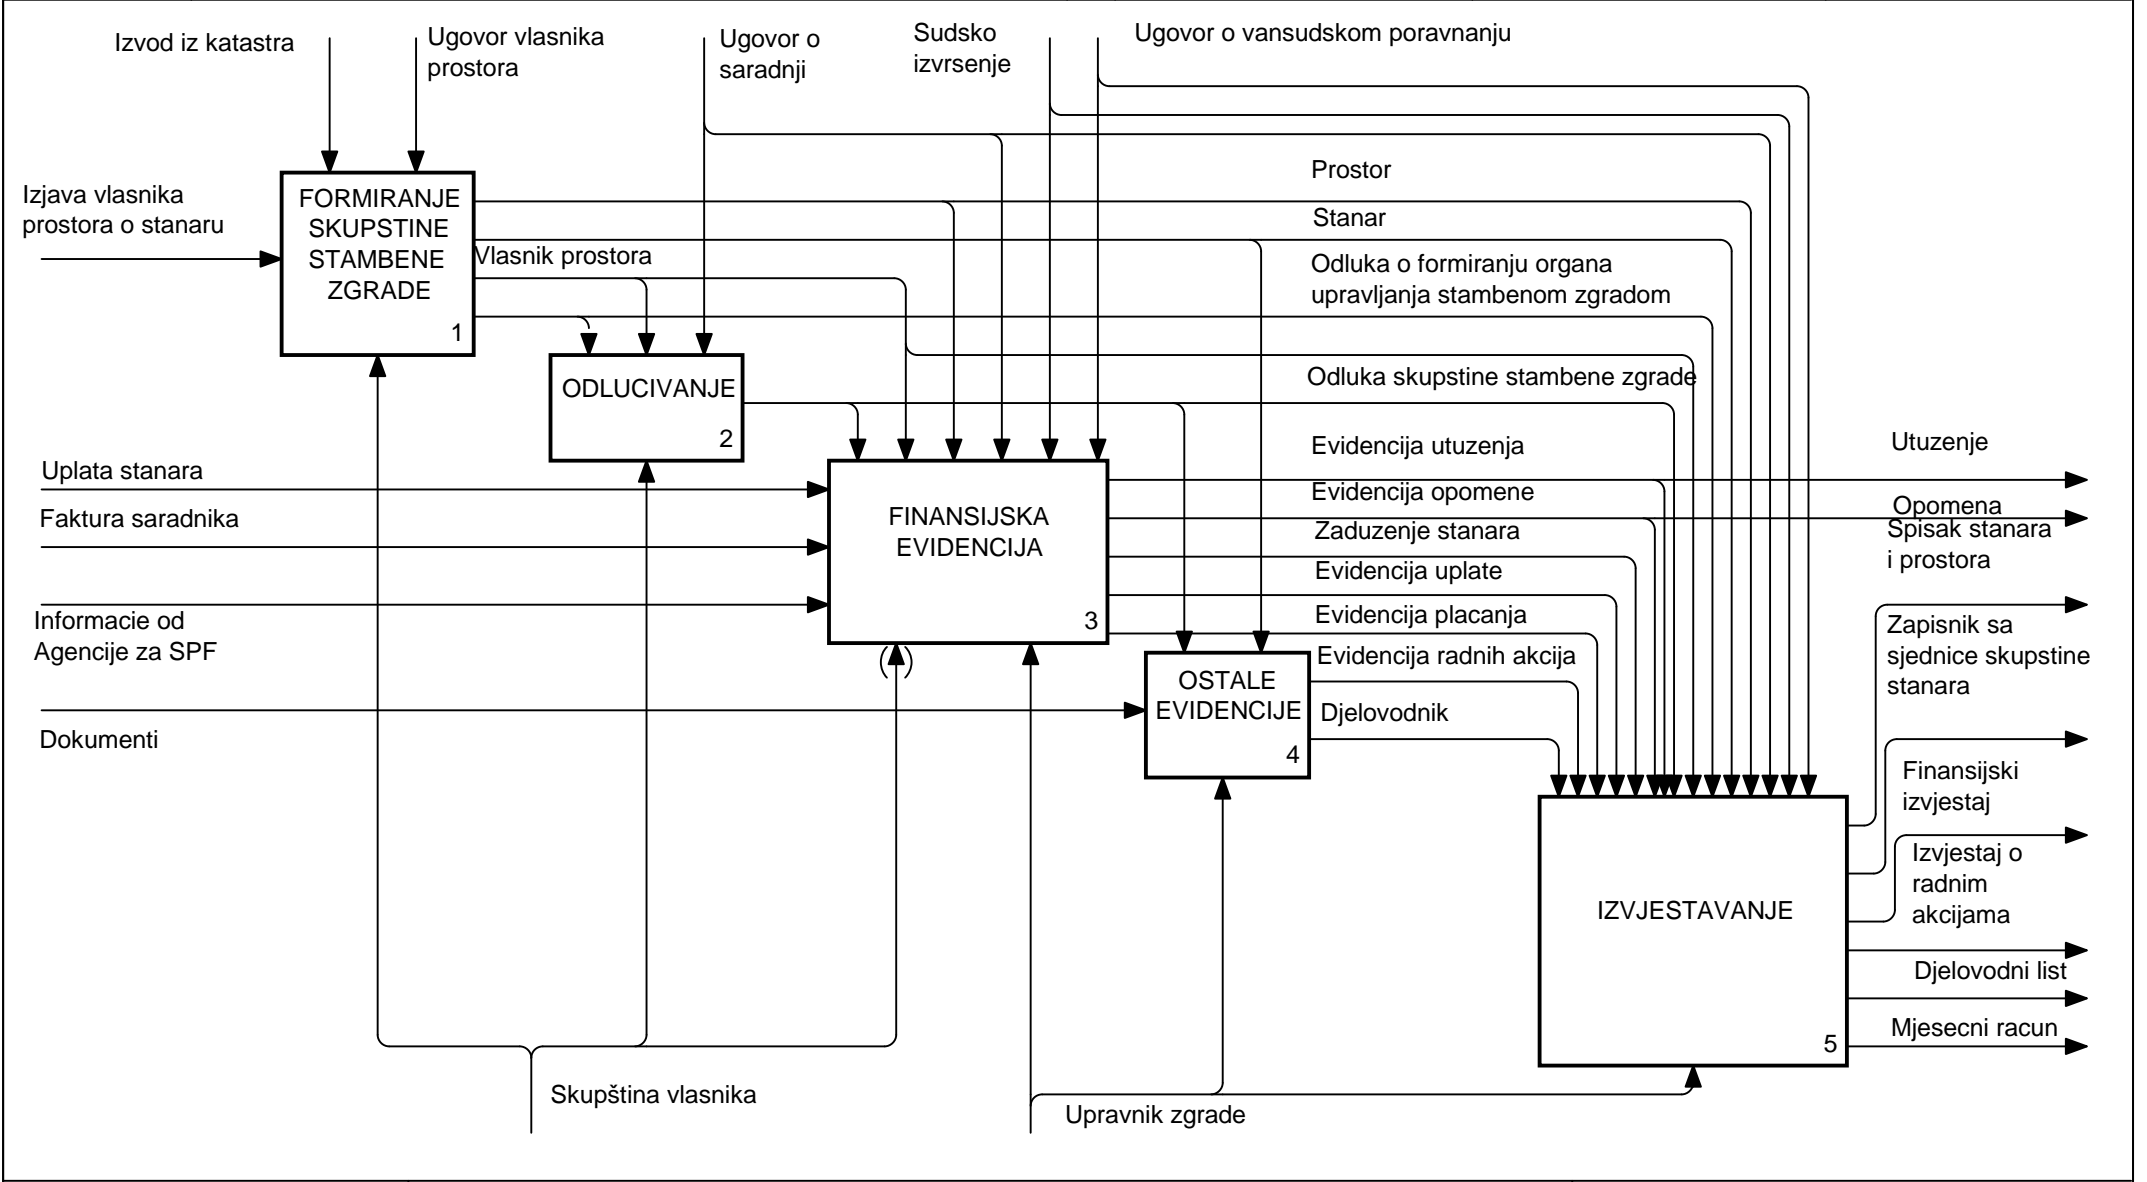 Izvod iz katastra
Ugovor vlasnika
prostora
Ugovor o
saradnji
Sudsko
izvrsenje
Ugovor o vansudskom poravnanju
Izjava vlasnika
prostora o stanaru
FORMIRANJE
SKUPSTINE
STAMBENE
ZGRADE
1
Prostor
Stanar
Vlasnik prostora
Odluka o formiranju organa
upravljanja stambenom zgradom
ODLUCIVANJE
2
Odluka skupstine stambene zgrade
Uplata stanara
Faktura saradnika
Informacie od
Agencije za SPF
FINANSIJSKA
EVIDENCIJA
3
Evidencija utuzenja
Evidencija opomene
Zaduzenje stanara
Evidencija uplate
Evidencija placanja
Evidencija radnih akcija
Djelovodnik
OSTALE
EVIDENCIJE
4
Dokumenti
Utuzenje
Opomena
Spisak stanara
i prostora
Zapisnik sa
sjednice skupstine
stanara
Finansijski
izvjestaj
Izvjestaj o
radnim
akcijama
Djelovodni list
Mjesecni racun
IZVJESTAVANJE
5
Skupština vlasnika
Upravnik zgrade